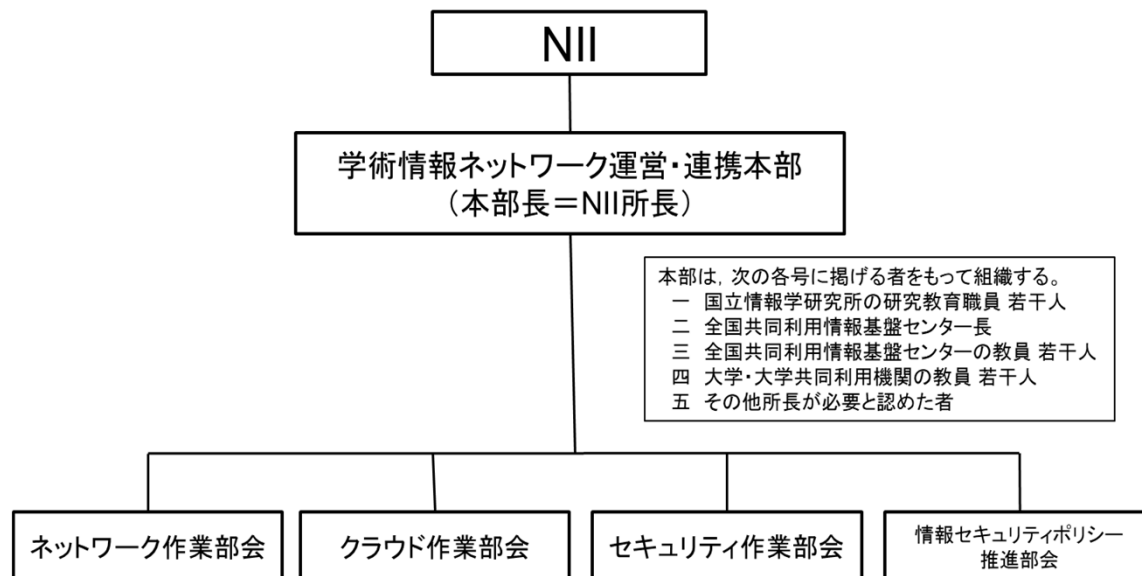 NII
学術情報ネットワーク運営・連携本部
（本部長＝NII所長）
本部は，次の各号に掲げる者をもって組織する。
一 国立情報学研究所の研究教育職員 若干人
二 全国共同利用情報基盤センター長
三 全国共同利用情報基盤センターの教員 若干人
四 大学・大学共同利用機関の教員 若干人
五 その他所長が必要と認めた者
ネットワーク作業部会
クラウド作業部会
セキュリティ作業部会
情報セキュリティポリシー
推進部会